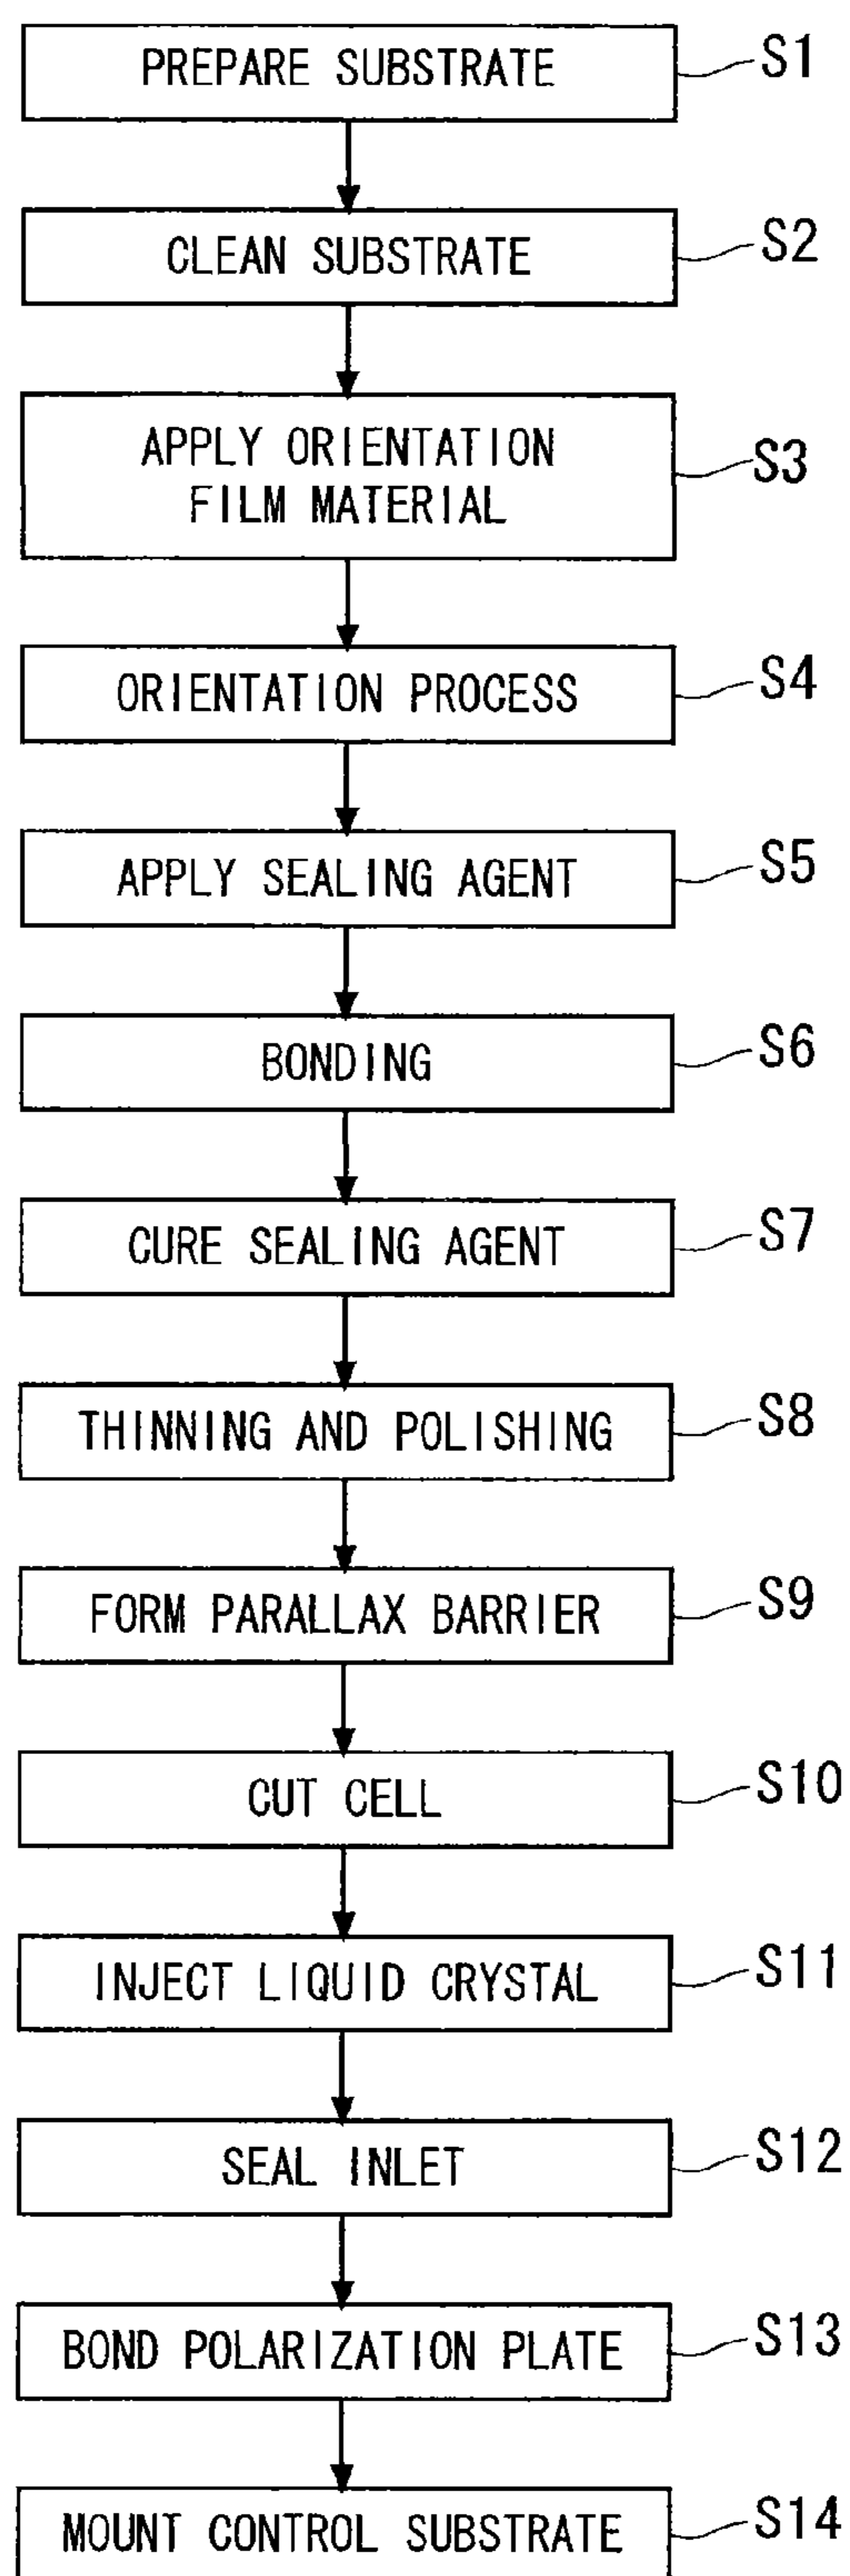 PREPARE SUBSTRATE S1
CLEAN SUBSTRATE S2
APPLY ORIENTATION
FILM MATERIAL S3
ORIENTATION PROCESS S4
APPLY SEALING AGENT S5
BONDING S6
CURE SEALING AGENT S7
THINNING AND POLISHING S8
FORM PARALLAX BARRIER S9
CUT CELL S10
INJECT LIQUID CRYSTAL S11
SEAL INLET S12
BOND POLARIZATION PLATE S13
MOUNT CONTROL SUBSTRATE S14